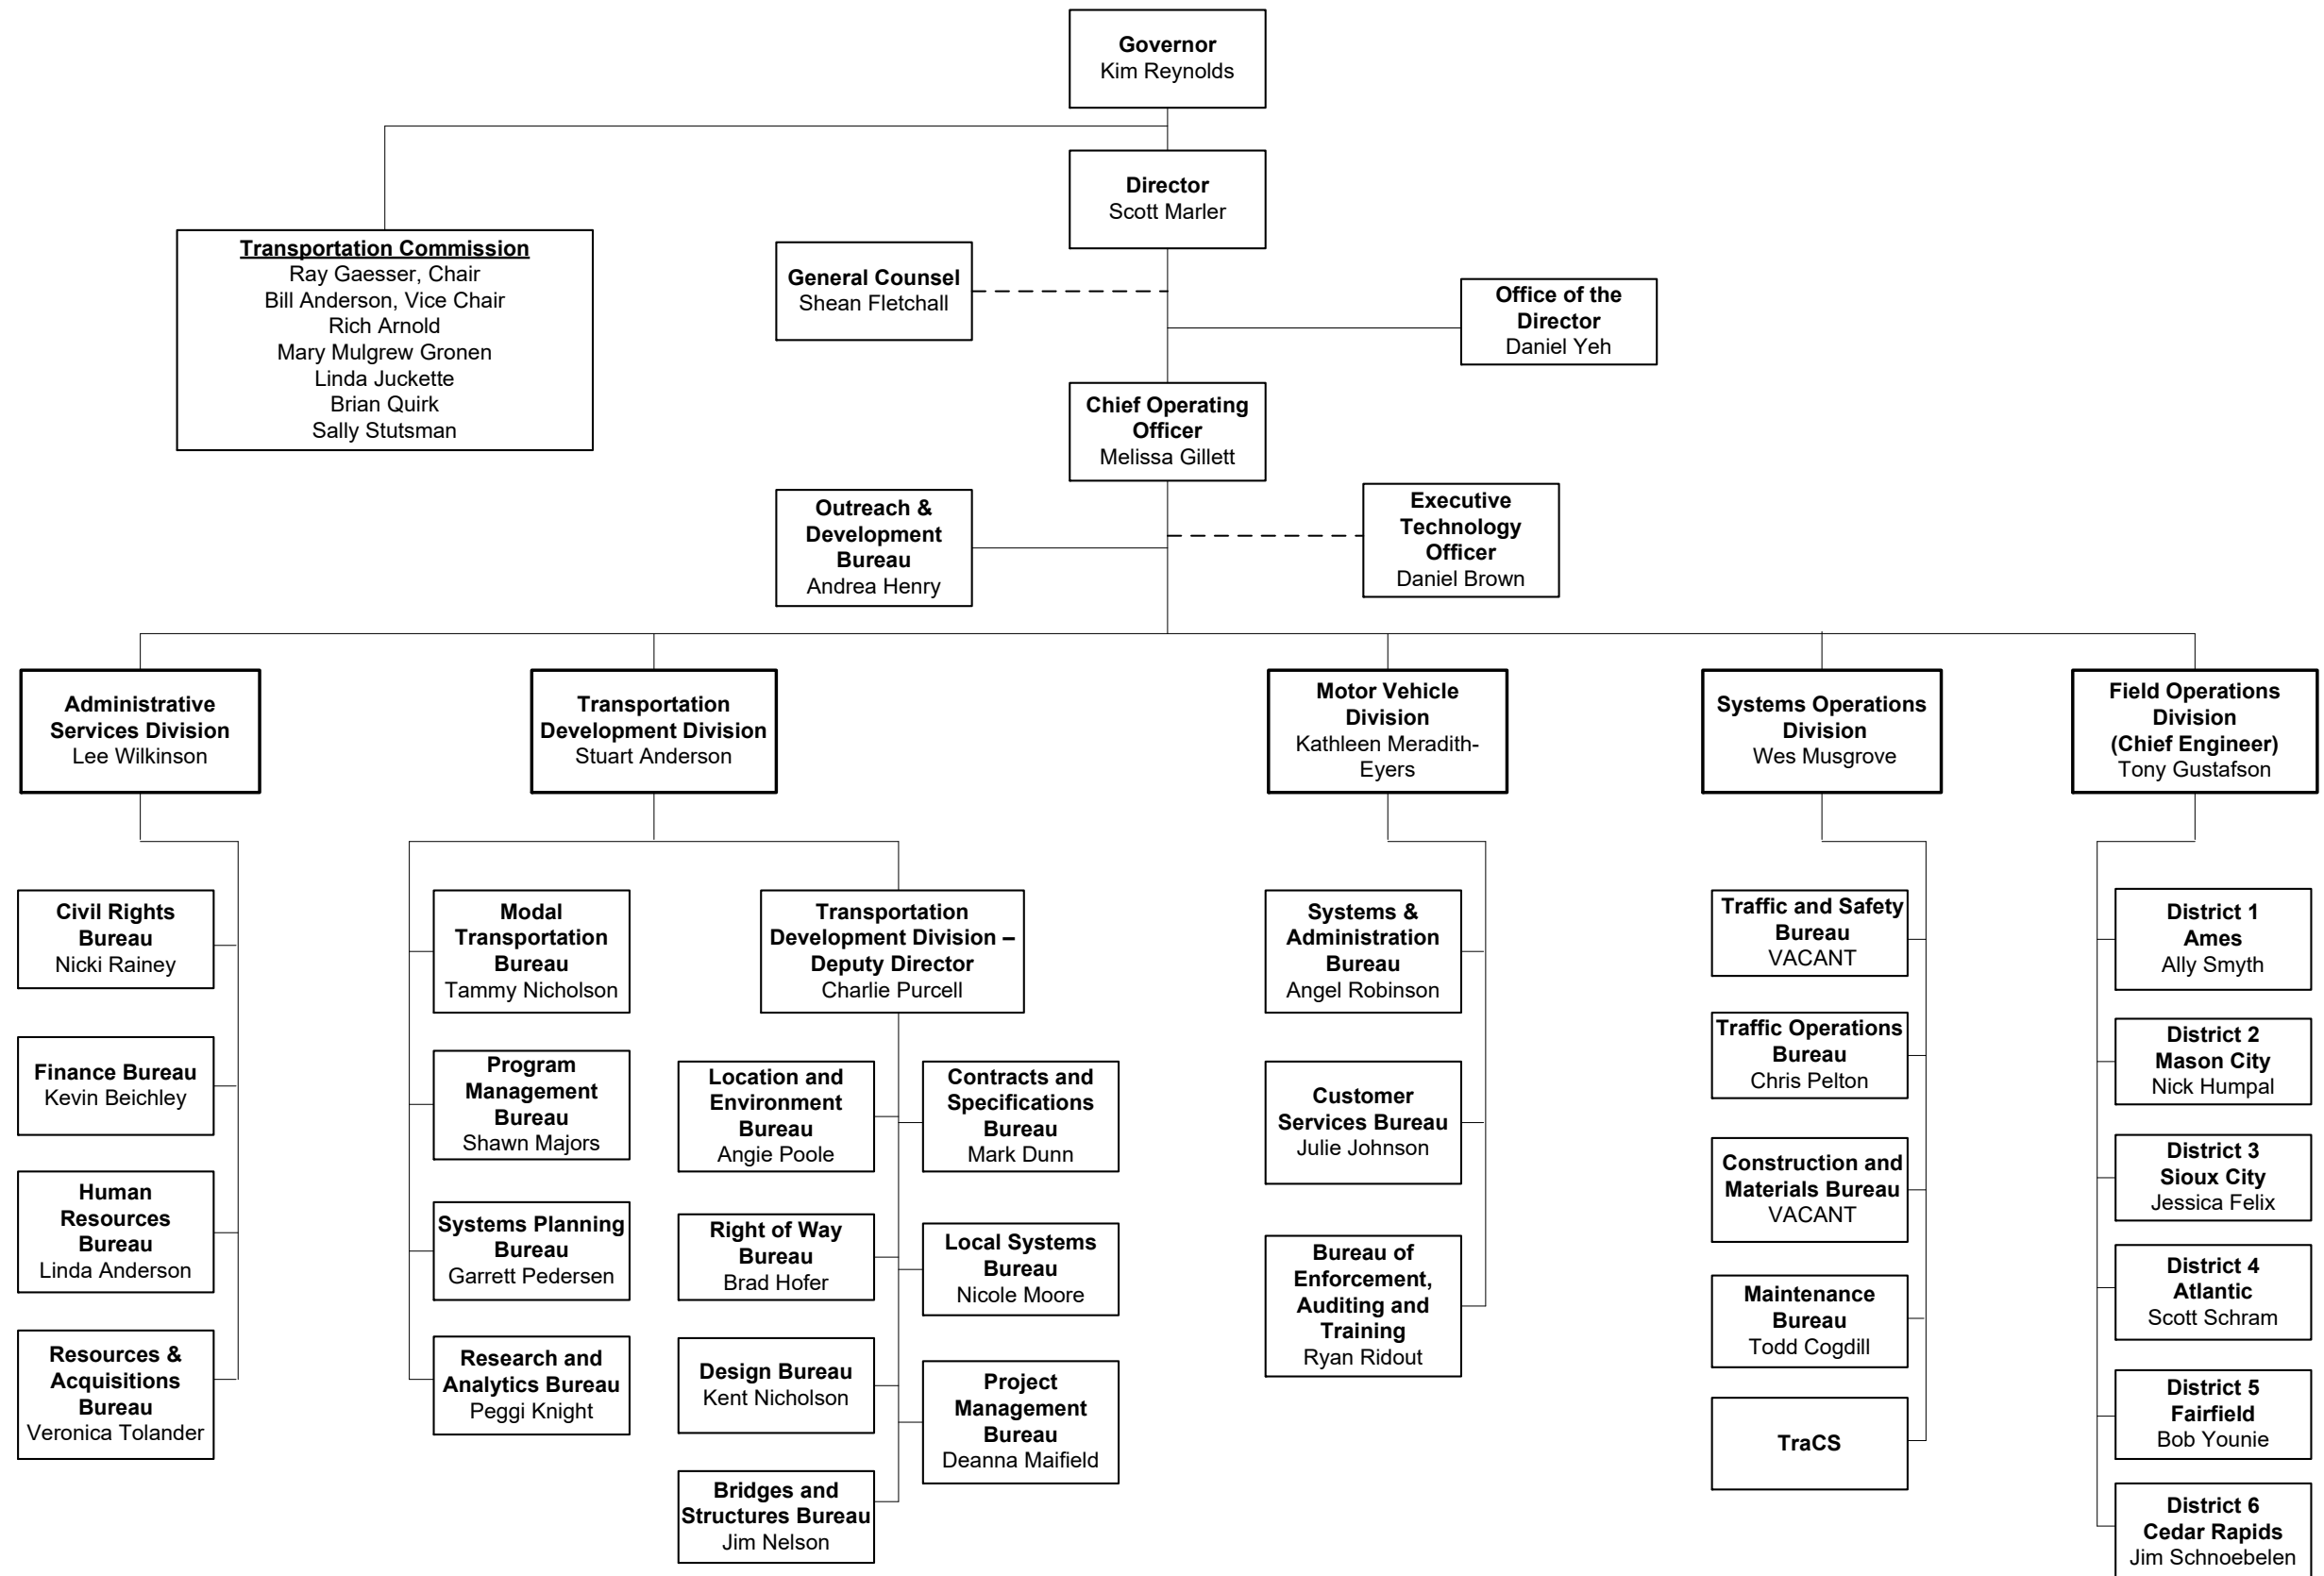 Governor
Kim Reynolds
Director
Scott Marler
Transportation Commission
Ray Gaesser, Chair
Bill Anderson, Vice Chair
Rich Arnold
Mary Mulgrew Gronen
Linda Juckette
Brian Quirk
Sally Stutsman
General Counsel
Shean Fletchall
Office of the
Director
Daniel Yeh
Chief Operating
Officer
Melissa Gillett
Outreach &
Development
Bureau
Andrea Henry
Executive
Technology
Officer
Daniel Brown
Administrative
Services Division
Lee Wilkinson
Transportation
Development Division
Stuart Anderson
Motor Vehicle
Division
Kathleen Meradith-
Eyers
Systems Operations
Division
Wes Musgrove
Field Operations
Division
(Chief Engineer)
Tony Gustafson
Civil Rights
Bureau
Nicki Rainey
Finance Bureau
Kevin Beichley
Human
Resources
Bureau
Linda Anderson
Resources &
Acquisitions
Bureau
Veronica Tolander
Modal
Transportation
Bureau
Tammy Nicholson
Program
Management
Bureau
Shawn Majors
Systems Planning
Bureau
Garrett Pedersen
Research and
Analytics Bureau
Peggi Knight
Transportation
Development Division –
Deputy Director
Charlie Purcell
Location and
Environment
Bureau
Angie Poole
Right of Way
Bureau
Brad Hofer
Design Bureau
Kent Nicholson
Bridges and
Structures Bureau
Jim Nelson
Contracts and
Specifications
Bureau
Mark Dunn
Local Systems
Bureau
Nicole Moore
Project
Management
Bureau
Deanna Maifield
Systems &
Administration
Bureau
Angel Robinson
Customer
Services Bureau
Julie Johnson
Bureau of
Enforcement,
Auditing and
Training
Ryan Ridout
Traffic and Safety
Bureau
VACANT
Traffic Operations
Bureau
Chris Pelton
Construction and
Materials Bureau
VACANT
Maintenance
Bureau
Todd Cogdill
TraCS
District 1
Ames
Ally Smyth
District 2
Mason City
Nick Humpal
District 3
Sioux City
Jessica Felix
District 4
Atlantic
Scott Schram
District 5
Fairfield
Bob Younie
District 6
Cedar Rapids
Jim Schnoebelen